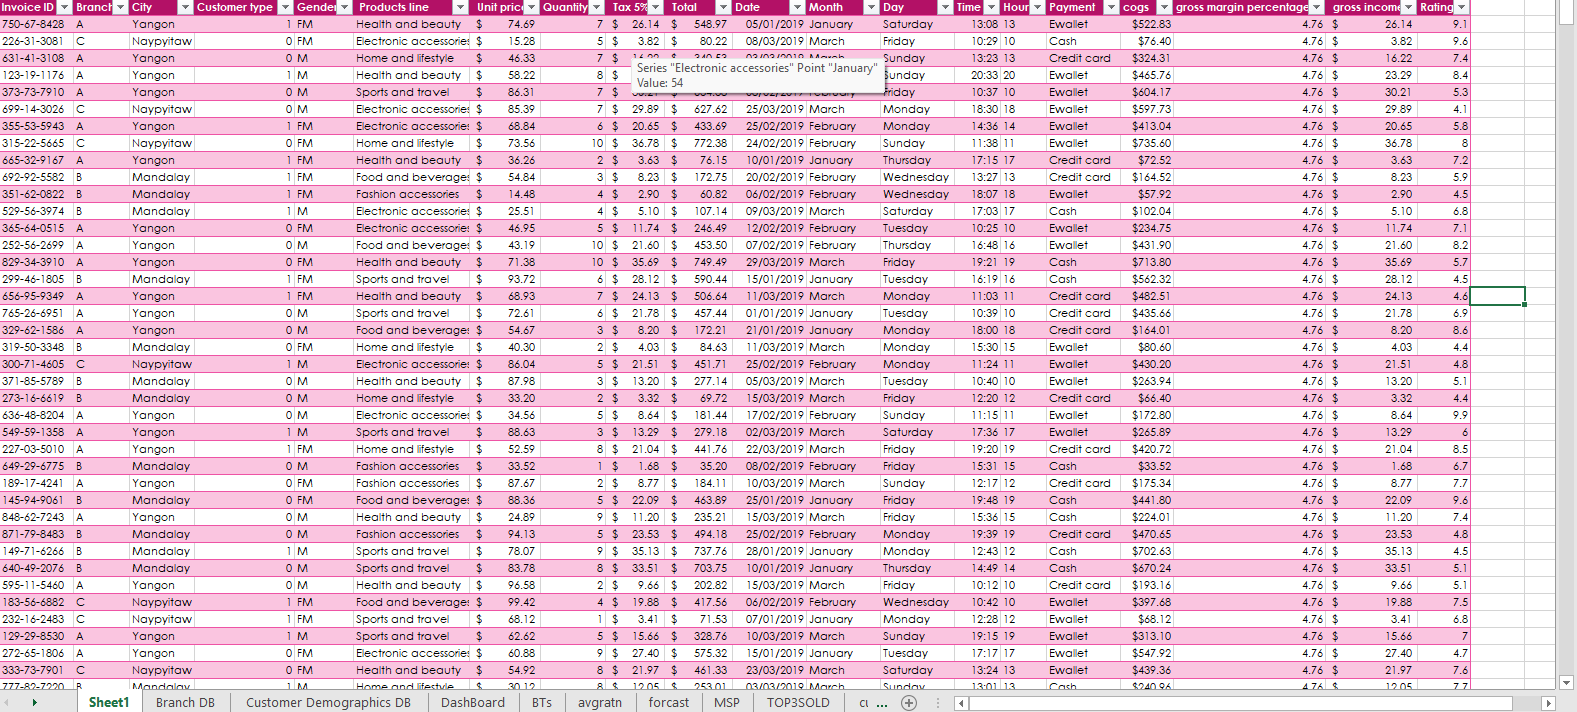 Invoice ID Branch City Customer type Gender Products line Unit pric Quantity Tax 5% Total Date Month Day Time Hour Payment cogs gross margin percentage gross income Rating
750-67-8428 A Yangon 1 FM Health and beauty $ 74.69 7 $ 26.14 $ 548.97 05/01/2019 January Saturday 13:08 13 Ewallet $522.83 4.76 $ 26.14 9.1
226-31-3081 C Naypyitaw 0 FM Electronic accessories $ 15.28 5 $ 3.82 $ 80.22 08/03/2019 March Friday 10:29 10 Cash $76.40 4.76 $ 3.82 9.6
631-41-3108 A Yangon 0 M Home and lifestyle $ 46.33 7 $ March Sunday 13:23 13 Credit card $324.31 4.76 $ 16.22 7.4
Series "Electronic accessories" Point "January"
Value: 54
123-19-1176 A Yangon 1 M Health and beauty $ 58.22 8 $ Sunday 20:33 20 Ewallet $465.76 4.76 $ 23.29 8.4
373-73-7910 A Yangon 0 M Sports and travel $ 86.31 7 $ Friday 10:37 10 Ewallet $604.17 4.76 $ 30.21 5.3
699-14-3026 C Naypyitaw 0 FM Electronic accessories $ 85.39 7 $ 29.89 $ 627.62 25/03/2019 March Monday 18:30 18 Ewallet $597.73 4.76 $ 29.89 4.1
355-53-5943 A Yangon 1 FM Electronic accessories $ 68.84 6 $ 20.65 $ 433.69 25/02/2019 February Monday 14:36 14 Ewallet $413.04 4.76 $ 20.65 5.8
315-22-5665 C Naypyitaw 0 FM Home and lifestyle $ 73.56 10 $ 36.78 $ 772.38 24/02/2019 February Sunday 11:38 11 Ewallet $735.60 4.76 $ 36.78 8
665-32-9167 A Yangon 1 FM Health and beauty $ 36.26 2 $ 3.63 $ 76.15 10/01/2019 January Thursday 17:15 17 Credit card $72.52 4.76 $ 3.63 7.2
692-92-5582 B Mandalay 1 FM Food and beverages $ 54.84 3 $ 8.23 $ 172.75 20/02/2019 February Wednesday 13:27 13 Credit card $164.52 4.76 $ 8.23 5.9
351-62-0822 B Mandalay 1 FM Fashion accessories $ 14.48 4 $ 2.90 $ 60.82 06/02/2019 February Wednesday 18:07 18 Ewallet $57.92 4.76 $ 2.90 4.5
529-56-3974 B Mandalay 1 M Electronic accessories $ 25.51 4 $ 5.10 $ 107.14 09/03/2019 March Saturday 17:03 17 Cash $102.04 4.76 $ 5.10 6.8
365-64-0515 A Yangon 0 FM Electronic accessories $ 46.95 5 $ 11.74 $ 246.49 12/02/2019 February Tuesday 10:25 10 Ewallet $234.75 4.76 $ 11.74 7.1
252-56-2699 A Yangon 0 M Food and beverages $ 43.19 10 $ 21.60 $ 453.50 07/02/2019 February Thursday 16:48 16 Ewallet $431.90 4.76 $ 21.60 8.2
829-34-3910 A Yangon 0 FM Health and beauty $ 71.38 10 $ 35.69 $ 749.49 29/03/2019 March Friday 19:21 19 Cash $713.80 4.76 $ 35.69 5.7
299-46-1805 B Mandalay 1 FM Sports and travel $ 93.72 6 $ 28.12 $ 590.44 15/01/2019 January Tuesday 16:19 16 Cash $562.32 4.76 $ 28.12 4.5
656-95-9349 A Yangon 1 FM Health and beauty $ 68.93 7 $ 24.13 $ 506.64 11/03/2019 March Monday 11:03 11 Credit card $482.51 4.76 $ 24.13 4.6
765-26-6951 A Yangon 0 M Sports and travel $ 72.61 6 $ 21.78 $ 457.44 01/01/2019 January Tuesday 10:39 10 Credit card $435.66 4.76 $ 21.78 6.9
329-62-1586 A Yangon 0 M Food and beverages $ 54.67 3 $ 8.20 $ 172.21 21/01/2019 January Monday 18:00 18 Credit card $164.01 4.76 $ 8.20 8.6
319-50-3348 B Mandalay 0 FM Home and lifestyle $ 40.30 2 $ 4.03 $ 84.63 11/03/2019 March Monday 15:30 15 Ewallet $80.60 4.76 $ 4.03 4.4
300-71-4605 C Naypyitaw 1 M Electronic accessories $ 86.04 5 $ 21.51 $ 451.71 25/02/2019 February Monday 11:24 11 Ewallet $430.20 4.76 $ 21.51 4.8
371-85-5789 B Mandalay 0 M Health and beauty $ 87.98 3 $ 13.20 $ 277.14 05/03/2019 March Tuesday 10:40 10 Ewallet $263.94 4.76 $ 13.20 5.1
273-16-6619 B Mandalay 0 M Home and lifestyle $ 33.20 2 $ 3.32 $ 69.72 15/03/2019 March Friday 12:20 12 Credit card $66.40 4.76 $ 3.32 4.4
636-48-8204 A Yangon 0 M Electronic accessories $ 34.56 5 $ 8.64 $ 181.44 17/02/2019 February Sunday 11:15 11 Ewallet $172.80 4.76 $ 8.64 9.9
549-59-1358 A Yangon 1 M Sports and travel $ 88.63 3 $ 13.29 $ 279.18 02/03/2019 March Saturday 17:36 17 Ewallet $265.89 4.76 $ 13.29 6
227-03-5010 A Yangon 1 FM Home and lifestyle $ 52.59 8 $ 21.04 $ 441.76 22/03/2019 March Friday 19:20 19 Credit card $420.72 4.76 $ 21.04 8.5
649-29-6775 B Mandalay 0 M Fashion accessories $ 33.52 1 $ 1.68 $ 35.20 08/02/2019 February Friday 15:31 15 Cash $33.52 4.76 $ 1.68 6.7
189-17-4241 A Yangon 0 FM Fashion accessories $ 87.67 2 $ 8.77 $ 184.11 10/03/2019 March Sunday 12:17 12 Credit card $175.34 4.76 $ 8.77 7.7
145-94-9061 B Mandalay 0 FM Food and beverages $ 88.36 5 $ 22.09 $ 463.89 25/01/2019 January Friday 19:48 19 Cash $441.80 4.76 $ 22.09 9.6
848-62-7243 A Yangon 0 M Health and beauty $ 24.89 9 $ 11.20 $ 235.21 15/03/2019 March Friday 15:36 15 Cash $224.01 4.76 $ 11.20 7.4
871-79-8483 B Mandalay 0 M Fashion accessories $ 94.13 5 $ 23.53 $ 494.18 25/02/2019 February Monday 19:39 19 Credit card $470.65 4.76 $ 23.53 4.8
149-71-6266 B Mandalay 1 M Sports and travel $ 78.07 9 $ 35.13 $ 737.76 28/01/2019 January Monday 12:43 12 Cash $702.63 4.76 $ 35.13 4.5
640-49-2076 B Mandalay 0 M Sports and travel $ 83.78 8 $ 33.51 $ 703.75 10/01/2019 January Thursday 14:49 14 Cash $670.24 4.76 $ 33.51 5.1
595-11-5460 A Yangon 0 M Health and beauty $ 96.58 2 $ 9.66 $ 202.82 15/03/2019 March Friday 10:12 10 Credit card $193.16 4.76 $ 9.66 5.1
183-56-6882 C Naypyitaw 1 FM Food and beverages $ 99.42 4 $ 19.88 $ 417.56 06/02/2019 February Wednesday 10:42 10 Ewallet $397.68 4.76 $ 19.88 7.5
232-16-2483 C Naypyitaw 1 FM Sports and travel $ 68.12 1 $ 3.41 $ 71.53 07/01/2019 January Monday 12:28 12 Ewallet $68.12 4.76 $ 3.41 6.8
129-29-8530 A Yangon 1 M Sports and travel $ 62.62 5 $ 15.66 $ 328.76 10/03/2019 March Sunday 19:15 19 Ewallet $313.10 4.76 $ 15.66 7
272-65-1806 A Yangon 0 FM Electronic accessories $ 60.88 9 $ 27.40 $ 575.32 15/01/2019 January Tuesday 17:17 17 Ewallet $547.92 4.76 $ 27.40 4.7
333-73-7901 C Naypyitaw 0 FM Health and beauty $ 54.92 8 $ 21.97 $ 461.33 23/03/2019 March Saturday 13:24 13 Ewallet $439.36 4.76 $ 21.97 7.6
777-82-7220 B Mandalay 1 M Home and lifestyle $ 30.12 8 $ 12.05 $ 253.01 03/03/2019 March Sunday 13:01 13 Cash $240.96 4.76 $ 12.05 7.7
Sheet1 Branch DB Customer Demographics DB DashBoard BTs avgratn forcast MSP TOP3SOLD cu ...